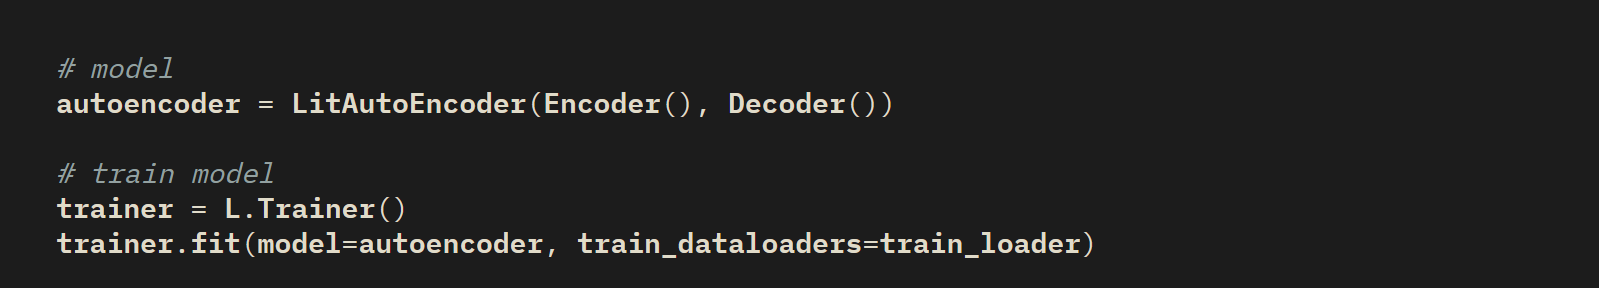 # model
autoencoder = LitAutoEncoder(Encoder(), Decoder())
# train model
trainer = L.Trainer()
trainer.fit(model=autoencoder, train_dataloaders=train_loader)